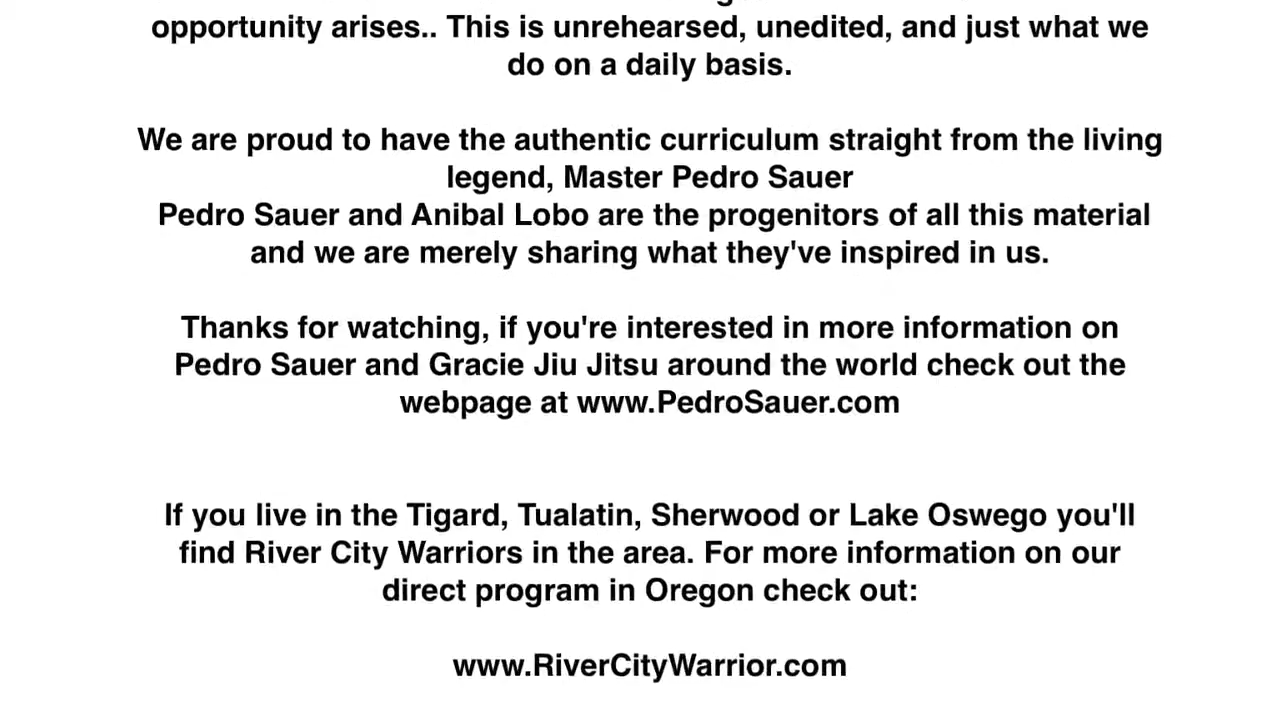 opportunity arises.. This is unrehearsed, unedited, and just what we
do on a daily basis.
We are proud to have the authentic curriculum straight from the living
legend, Master Pedro Sauer
Pedro Sauer and Anibal Lobo are the progenitors of all this material
and we are merely sharing what they've inspired in us.
Thanks for watching, if you're interested in more information on
Pedro Sauer and Gracie Jiu Jitsu around the world check out the
webpage at www.PedroSauer.com
If you live in the Tigard, Tualatin, Sherwood or Lake Oswego you'll
find River City Warriors in the area. For more information on our
direct program in Oregon check out:
www.RiverCityWarrior.com